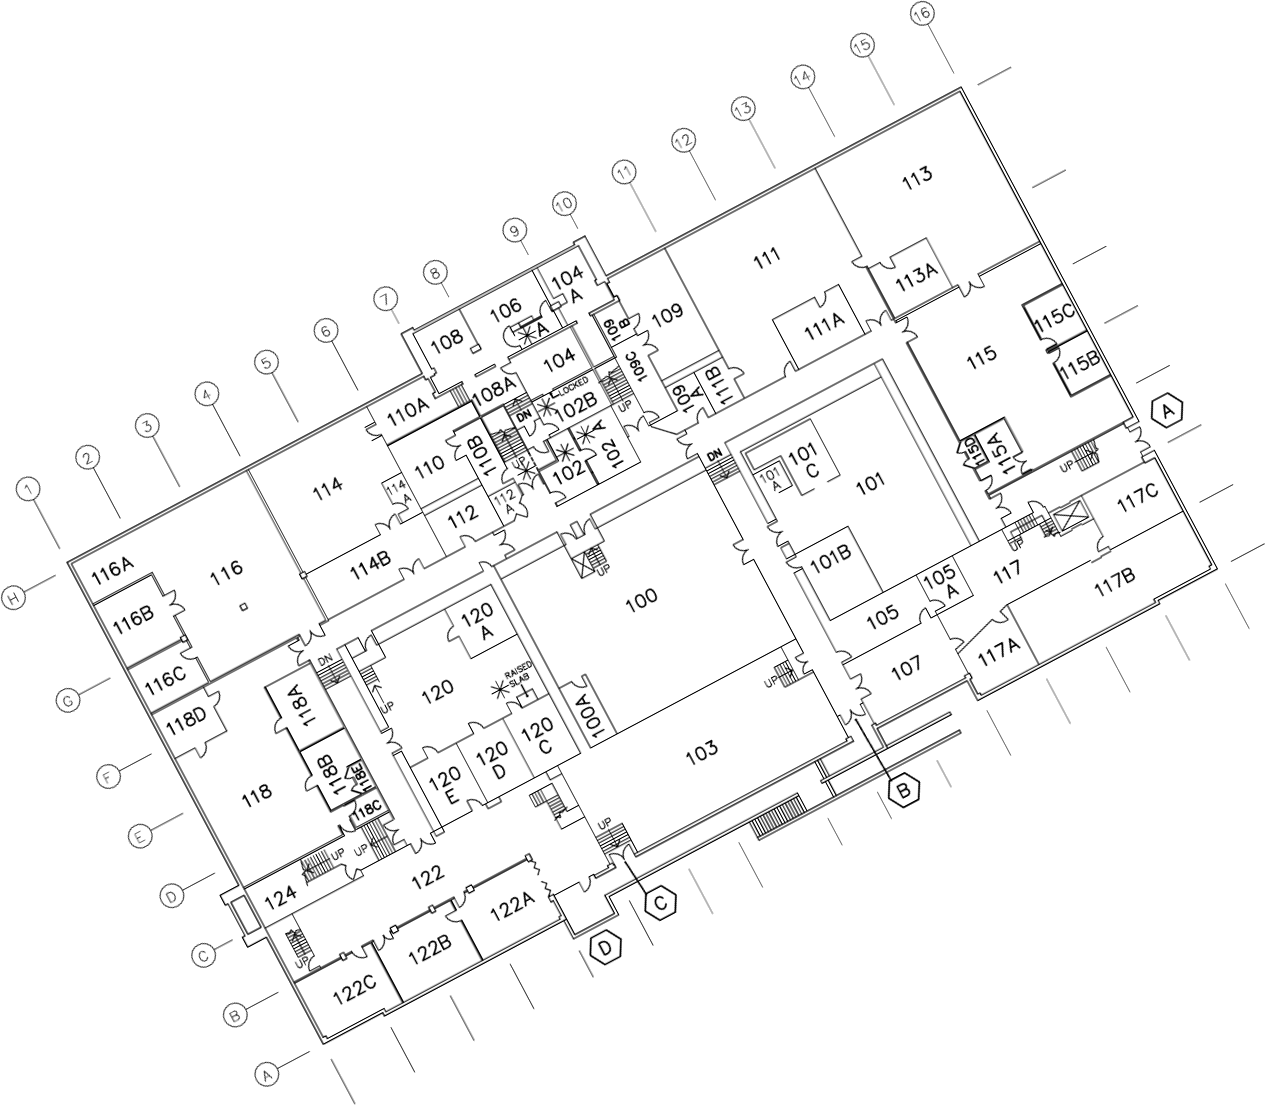 16
15
14
13
12
11
10
9
8
7
6
5
4
3
2
1
H
G
F
E
D
C
B
A
113
113A
111
111A
104
A
106
108
A
109
109
B
109C
104
115C
115
115B
LOCKED
108A
102B
DN
UP
109
A
111B
A
110A
110
110B
UP
102
A
102
115D
115A
UP
DN
101
C
101
A
101
117C
114
114
A
112
A
112
UP
117
114B
101B
105
A
105
117B
116A
116
116B
UP
100
120
A
117A
107
116C
DN
RAISED
SLAB
118A
120
UP
UP
118D
100A
120
C
103
118B
118E
120
D
120
E
B
118
118C
UP
UP
UP
122
C
124
122A
D
UP
122B
122C